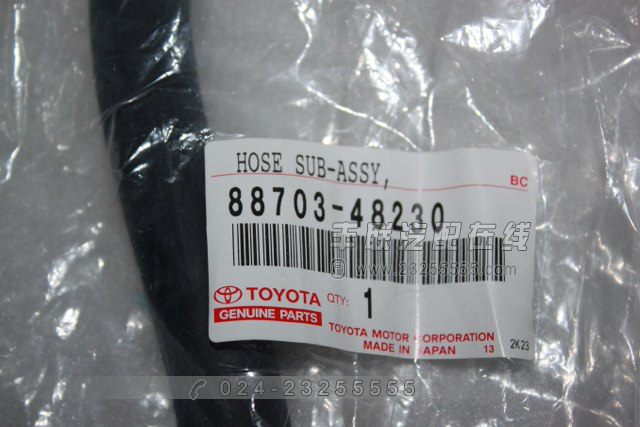 HOSE SUB-ASSY,
BC
88703-48230
丰联汽配在线
www.23255555.com
TOYOTA
GENUINE PARTS
QTY: 1
TOYOTA MOTOR CORPORATION
MADE IN JAPAN 13 2K23
024-23255555